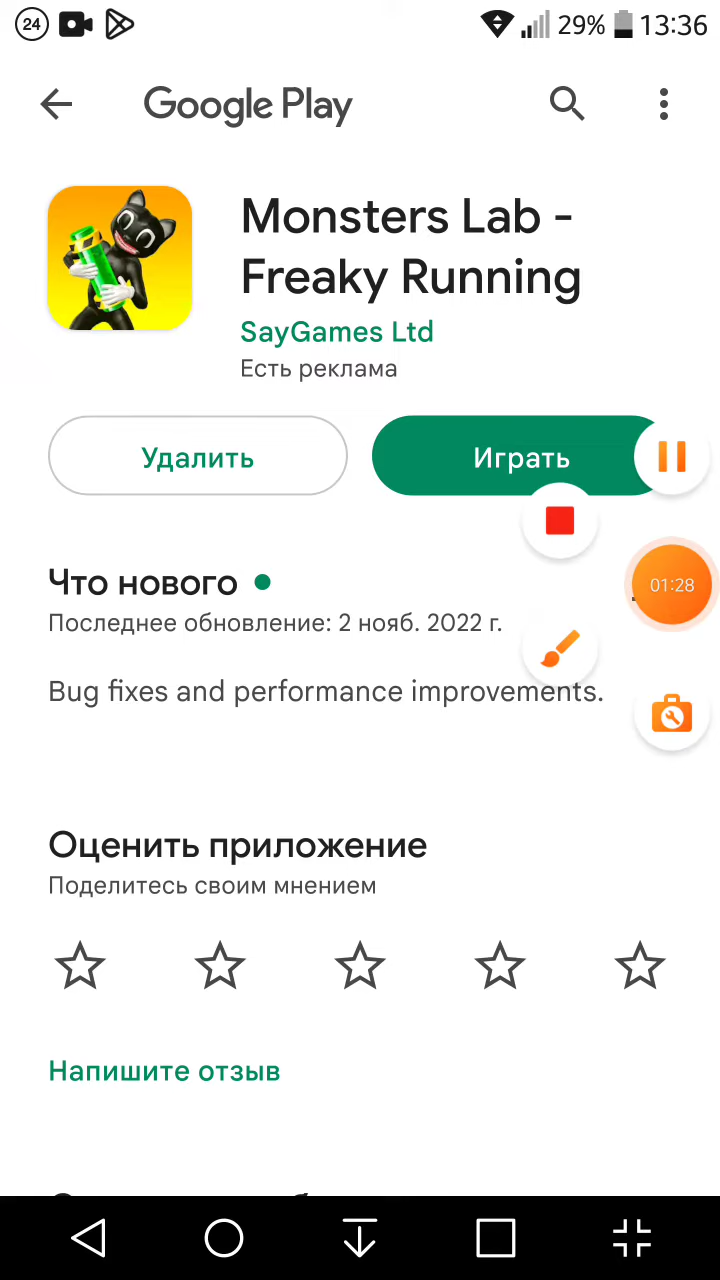 24
29%
13:36
Google Play
Monsters Lab -
Freaky Running
SayGames Ltd
Есть реклама
Удалить
Играть
Что нового
01:28
Последнее обновление: 2 нояб. 2022 г.
Bug fixes and performance improvements.
Оценить приложение
Поделитесь своим мнением
Напишите отзыв